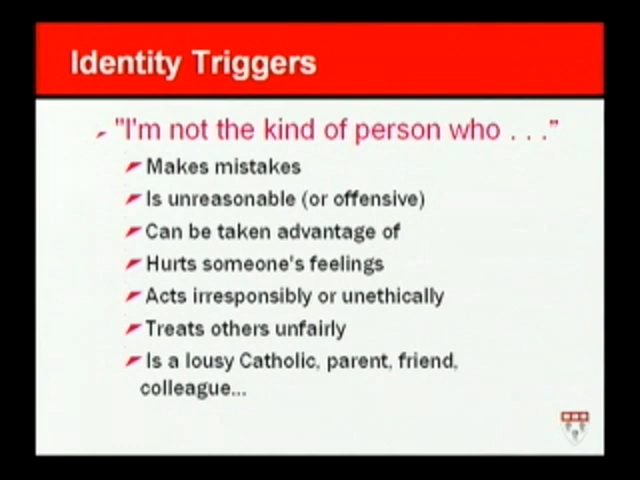 Identity Triggers
"I'm not the kind of person who . . ."
Makes mistakes
Is unreasonable (or offensive)
Can be taken advantage of
Hurts someone's feelings
Acts irresponsibly or unethically
Treats others unfairly
Is a lousy Catholic, parent, friend,
colleague...